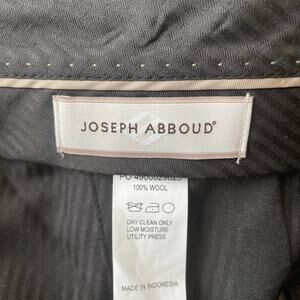 JOSEPH ABBOUD®
100% WOOL
DRY CLEAN ONLY
LOW MOISTURE
UTILITY PRESS
MADE IN INDONESIA